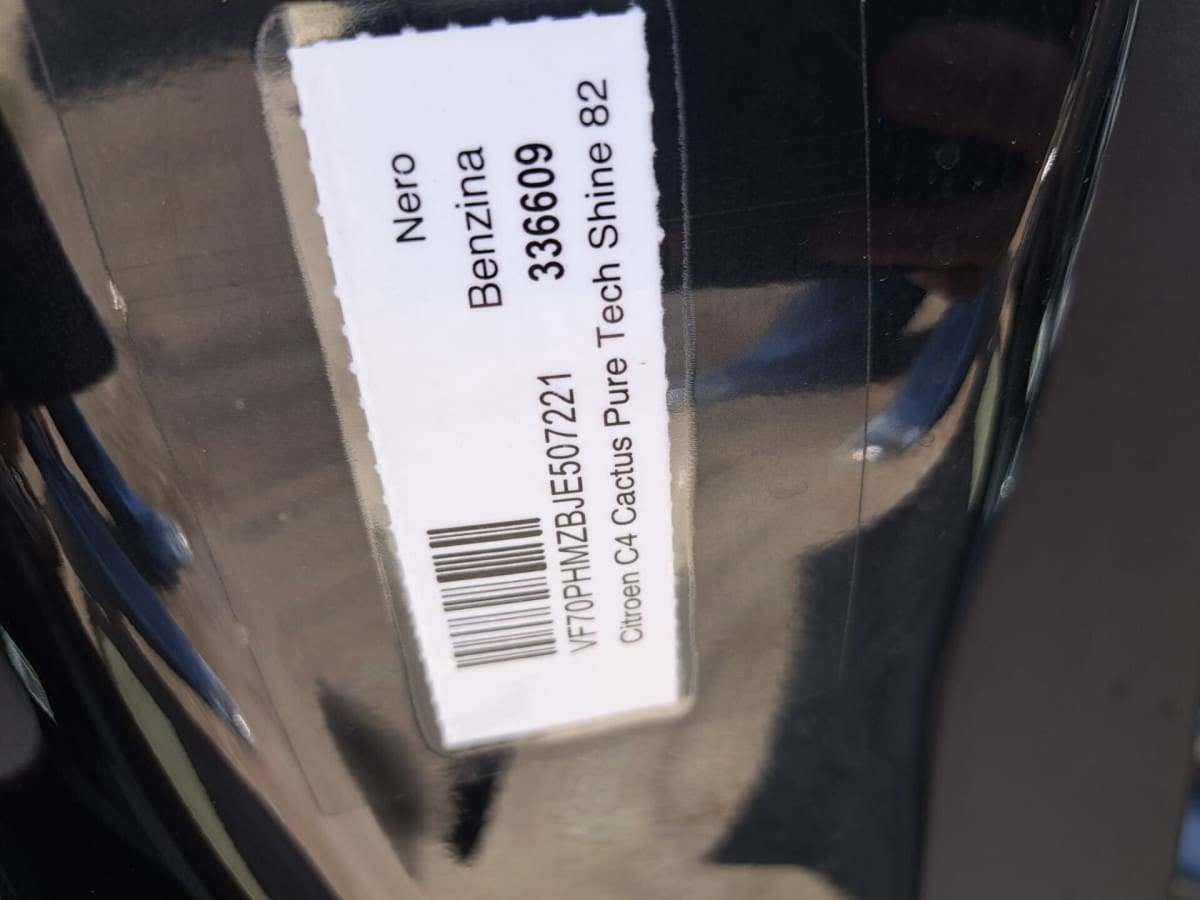 Nero
Benzina
336609
VF70PHMZBJE507221
Citroen C4 Cactus Pure Tech Shine 82